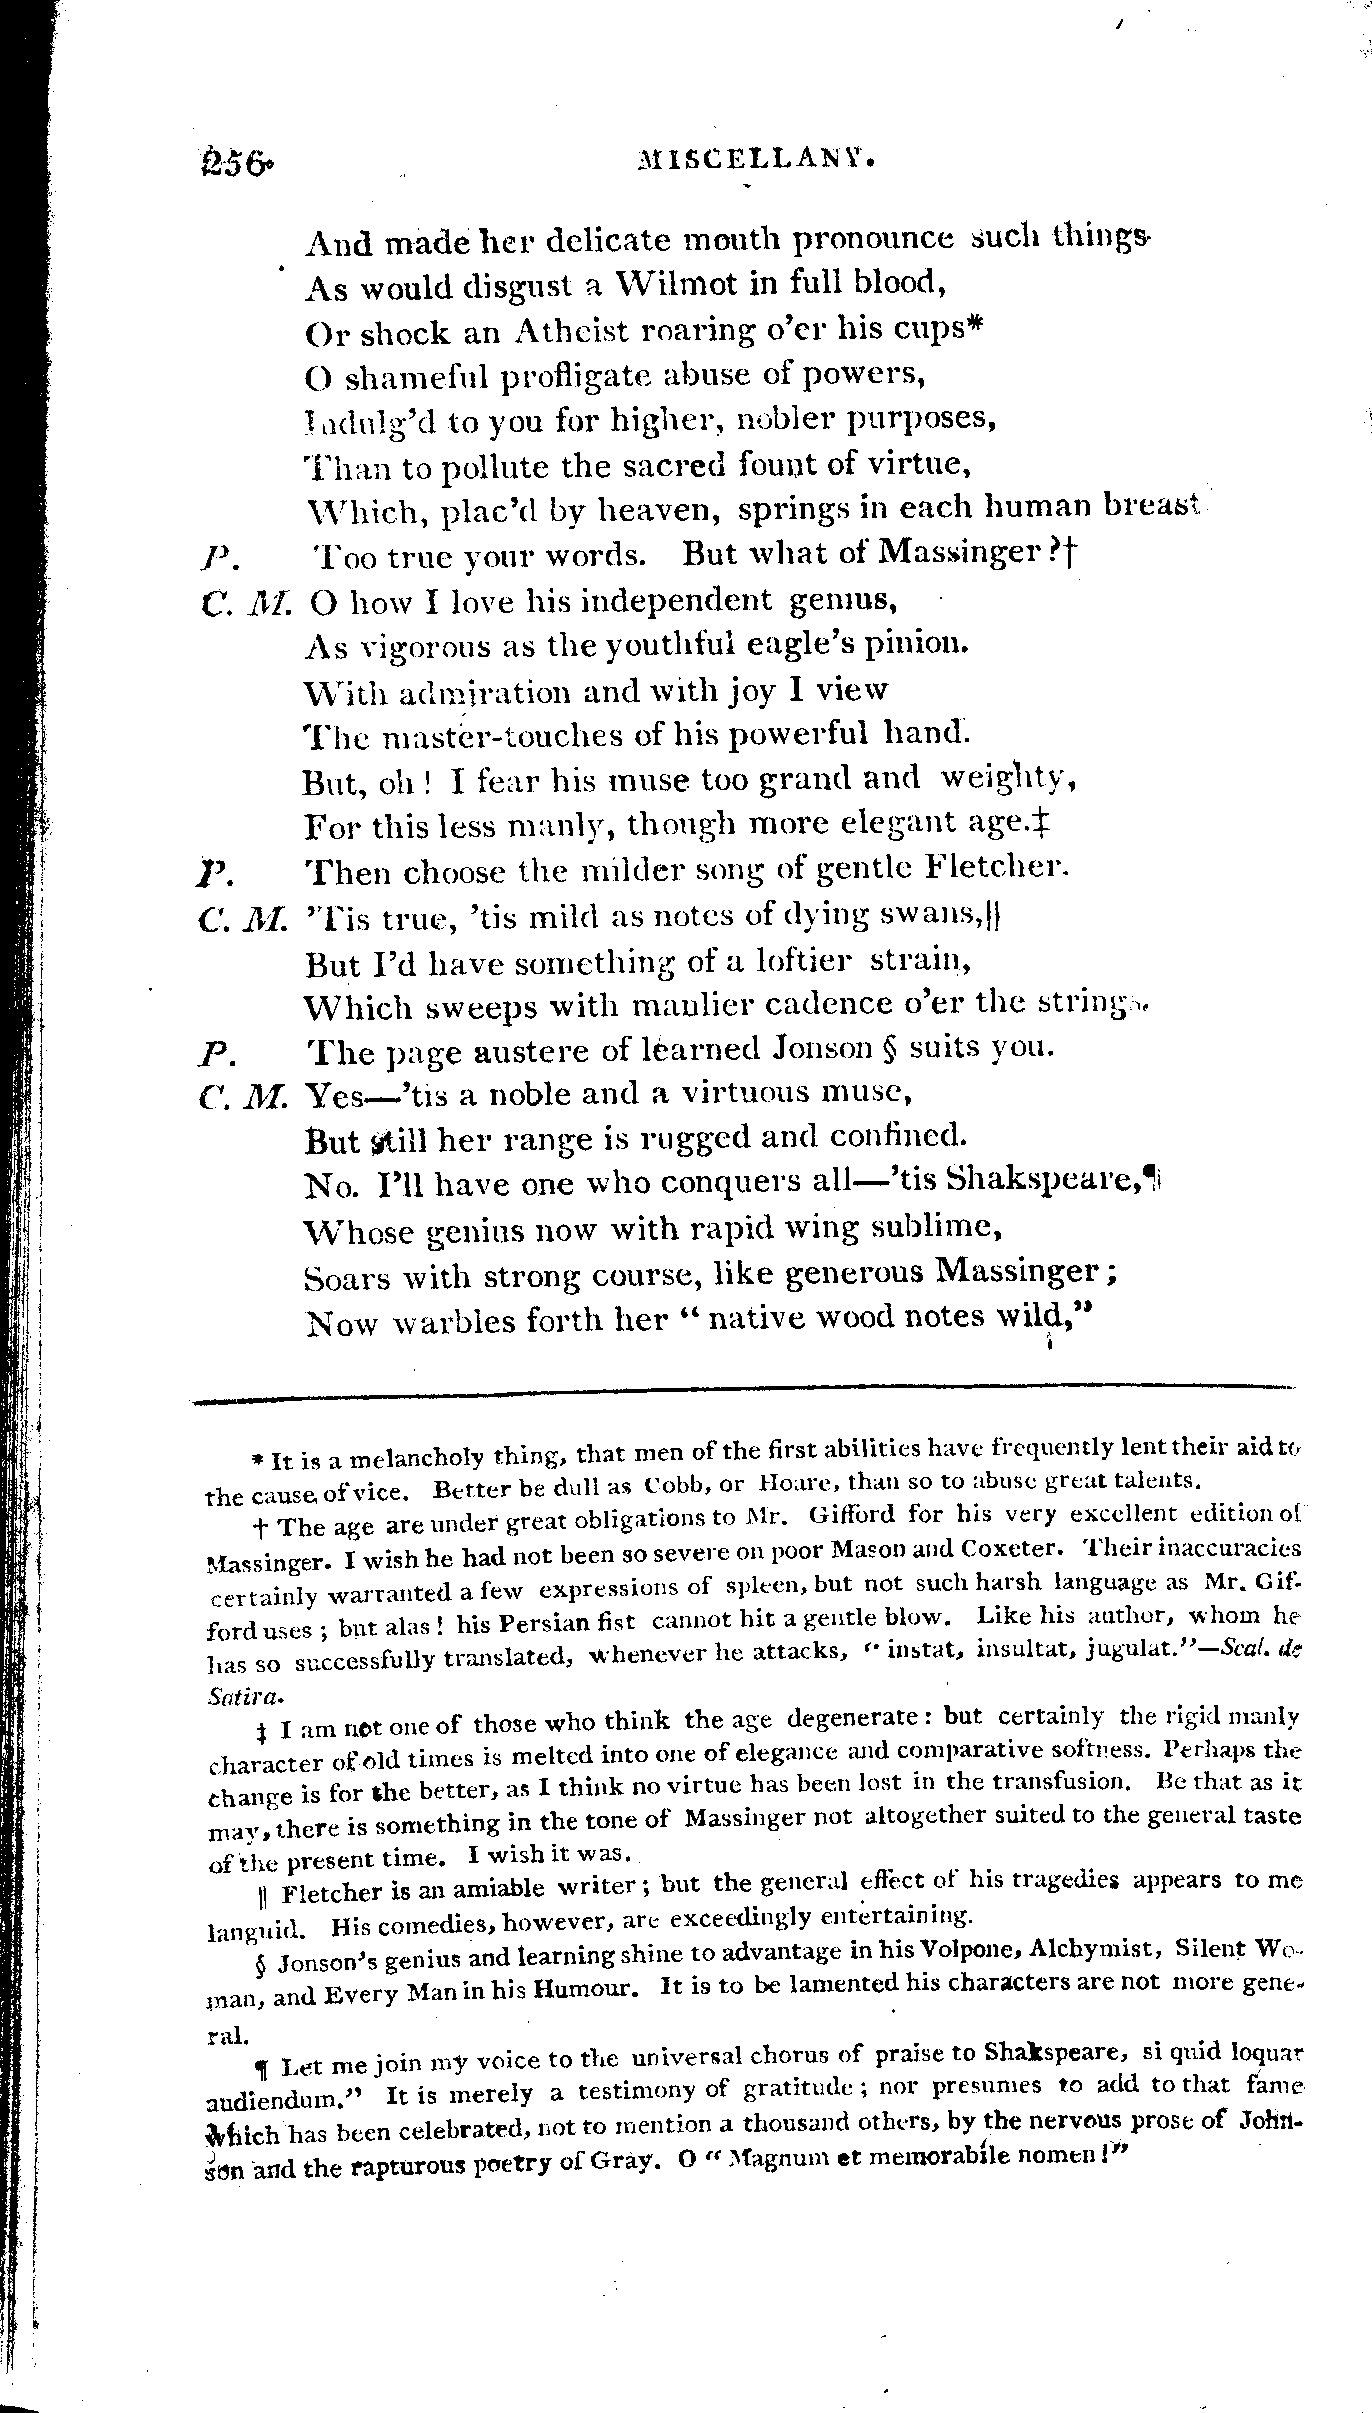 256
MISCELLANY.
And made her delicate mouth pronounce such things
As would disgust a Wilmot in full blood,
Or shock an Atheist roaring o'er his cups*
O shameful profligate abuse of powers,
Indulg'd to you for higher, nobler purposes,
Than to pollute the sacred fount of virtue,
Which, plac'd by heaven, springs in each human breast
P. Too true your words. But what of Massinger?†
C. M. O how I love his independent genius,
As vigorous as the youthful eagle's pinion.
With admiration and with joy I view
The master-touches of his powerful hand.
But, oh! I fear his muse too grand and weighty,
For this less manly, though more elegant age.‡
P. Then choose the milder song of gentle Fletcher.
C. M. 'Tis true, 'tis mild as notes of dying swans,||
But I'd have something of a loftier strain,
Which sweeps with manlier cadence o'er the strings.
P. The page austere of learned Jonson § suits you.
C. M. Yes—'tis a noble and a virtuous muse,
But still her range is rugged and confined.
No. I'll have one who conquers all—'tis Shakspeare,¶
Whose genius now with rapid wing sublime,
Soars with strong course, like generous Massinger;
Now warbles forth her "native wood notes wild,"
* It is a melancholy thing, that men of the first abilities have frequently lent their aid to
the cause of vice. Better be dull as Cobb, or Hoare, than so to abuse great talents.
† The age are under great obligations to Mr. Gifford for his very excellent edition of
Massinger. I wish he had not been so severe on poor Mason and Coxeter. Their inaccuracies
certainly warranted a few expressions of spleen, but not such harsh language as Mr. Gif-
ford uses; but alas! his Persian fist cannot hit a gentle blow. Like his author, whom he
has so successfully translated, whenever he attacks, "instat, insultat, jugulat."—Scal. de
Satira.
‡ I am not one of those who think the age degenerate: but certainly the rigid manly
character of old times is melted into one of elegance and comparative softness. Perhaps the
change is for the better, as I think no virtue has been lost in the transfusion. Be that as it
may, there is something in the tone of Massinger not altogether suited to the general taste
of the present time. I wish it was.
|| Fletcher is an amiable writer; but the general effect of his tragedies appears to me
languid. His comedies, however, are exceedingly entertaining.
§ Jonson's genius and learning shine to advantage in his Volpone, Alchymist, Silent Wo-
man, and Every Man in his Humour. It is to be lamented his characters are not more gene-
ral.
¶ Let me join my voice to the universal chorus of praise to Shakspeare, si quid loquar
audiendum." It is merely a testimony of gratitude; nor presumes to add to that fame
which has been celebrated, not to mention a thousand others, by the nervous prose of John-
son and the rapturous poetry of Gray. O "Magnum et memorabile nomen!"